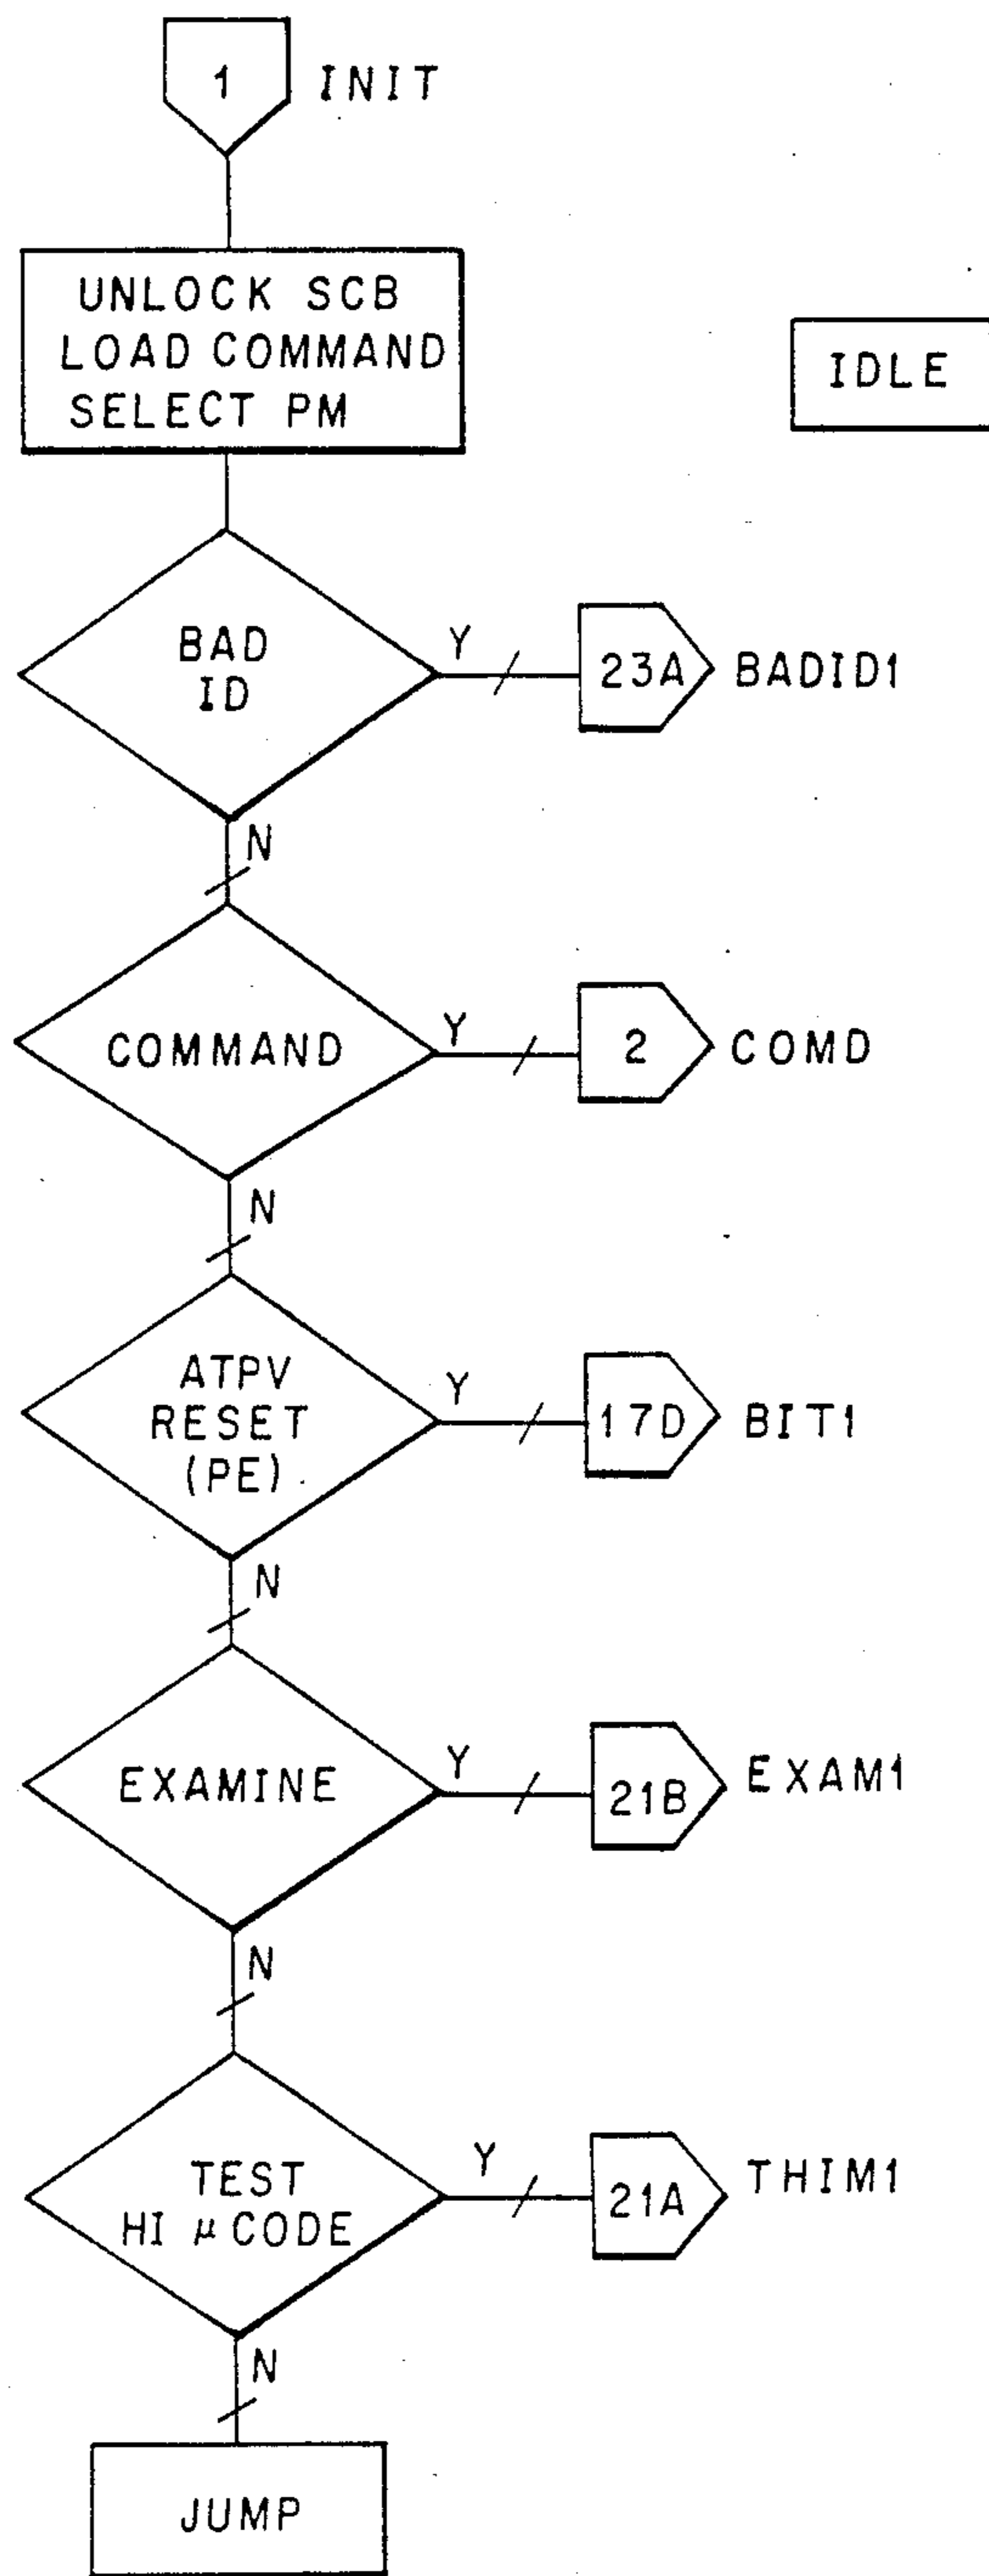 1 INIT
UNLOCK SCB
LOAD COMMAND
SELECT PM
IDLE
BAD
ID
Y
23A BADID1
N
COMMAND
Y
2 COMD
N
ATPV
RESET
(PE)
Y
17D BIT1
N
EXAMINE
Y
21B EXAM1
N
TEST
HI μCODE
Y
21A THIM1
N
JUMP